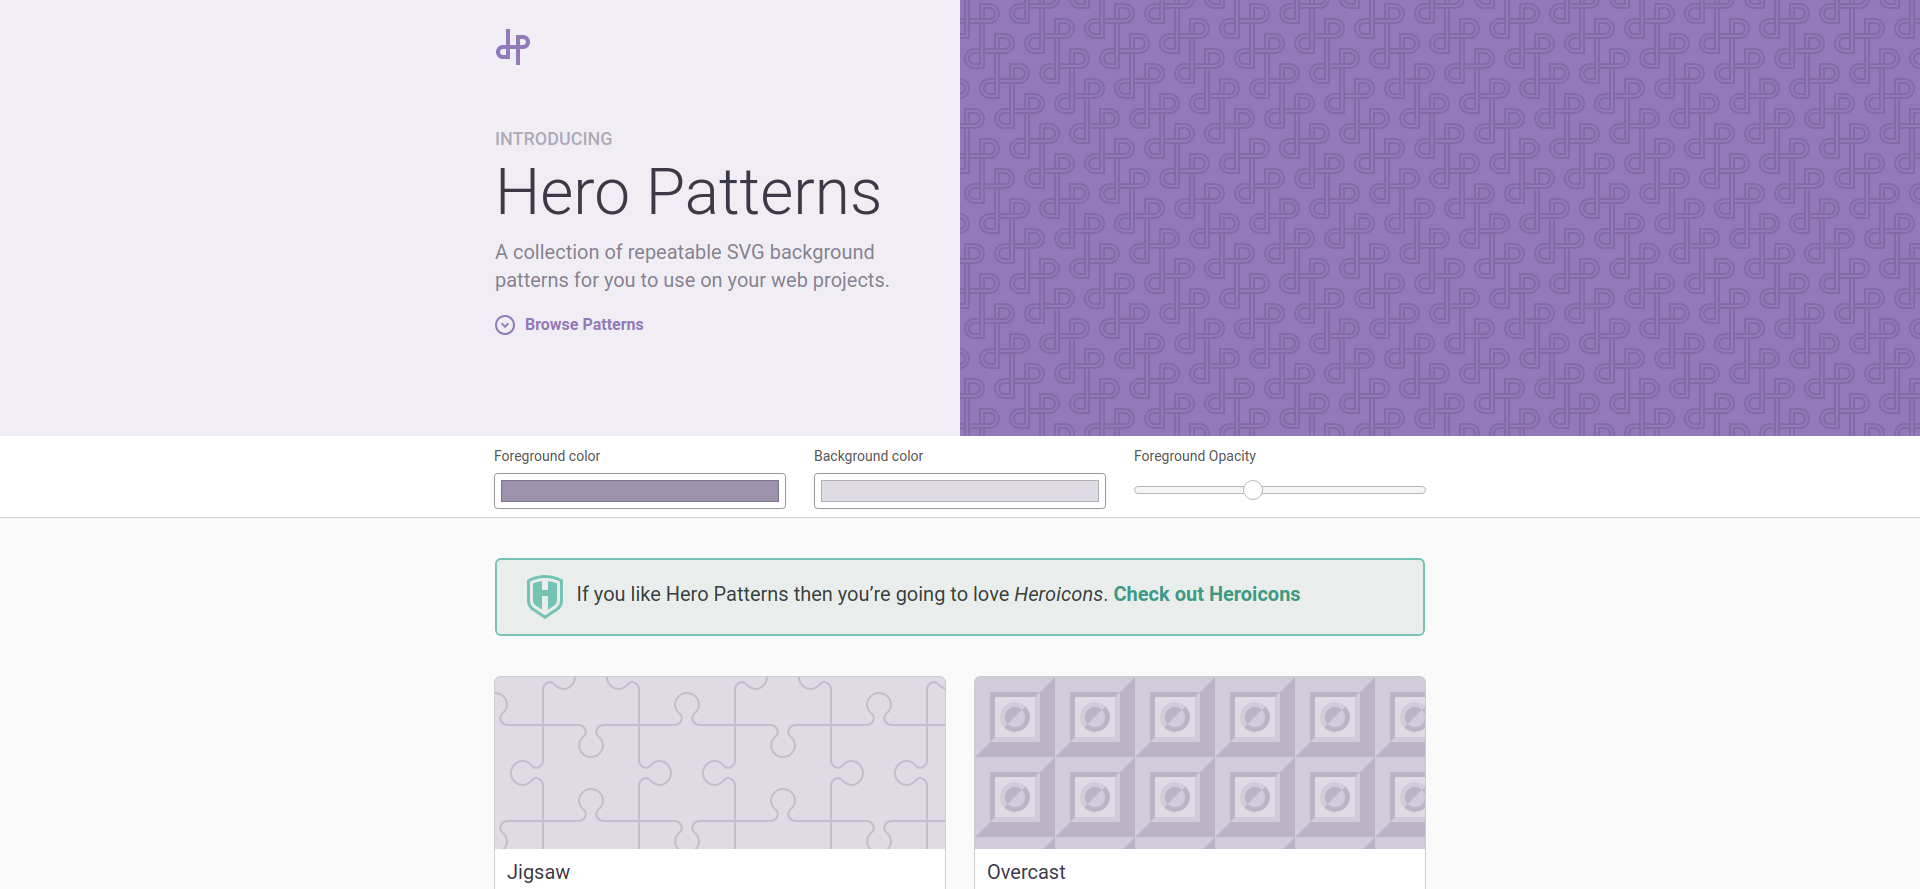 INTRODUCING
Hero Patterns
A collection of repeatable SVG background
patterns for you to use on your web projects.
Browse Patterns
Foreground color
Background color
Foreground Opacity
If you like Hero Patterns then you’re going to love Heroicons. Check out Heroicons
Jigsaw
Overcast